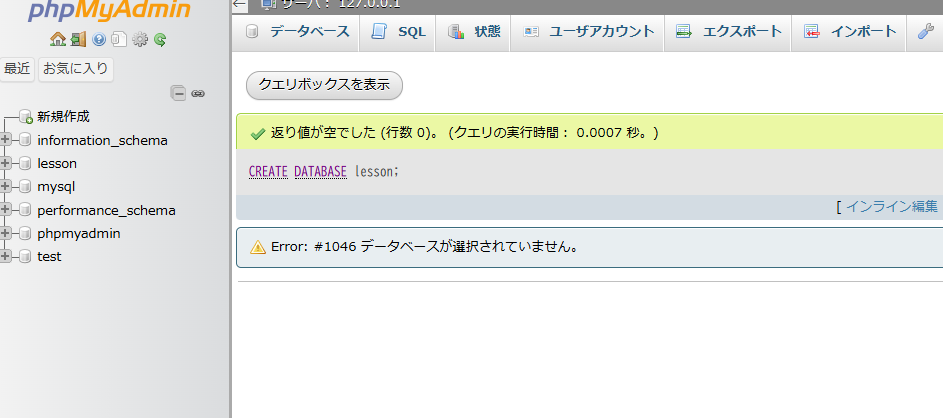 phpMyAdmin
サーバ: 127.0.0.1
データベース SQL 状態 ユーザアカウント エクスポート インポート
最近 お気に入り
クエリボックスを表示
新規作成
information_schema
lesson
mysql
performance_schema
phpmyadmin
test
返り値が空でした (行数 0)。 (クエリの実行時間: 0.0007 秒。)
CREATE DATABASE lesson;
[ インライン編集
Error: #1046 データベースが選択されていません。